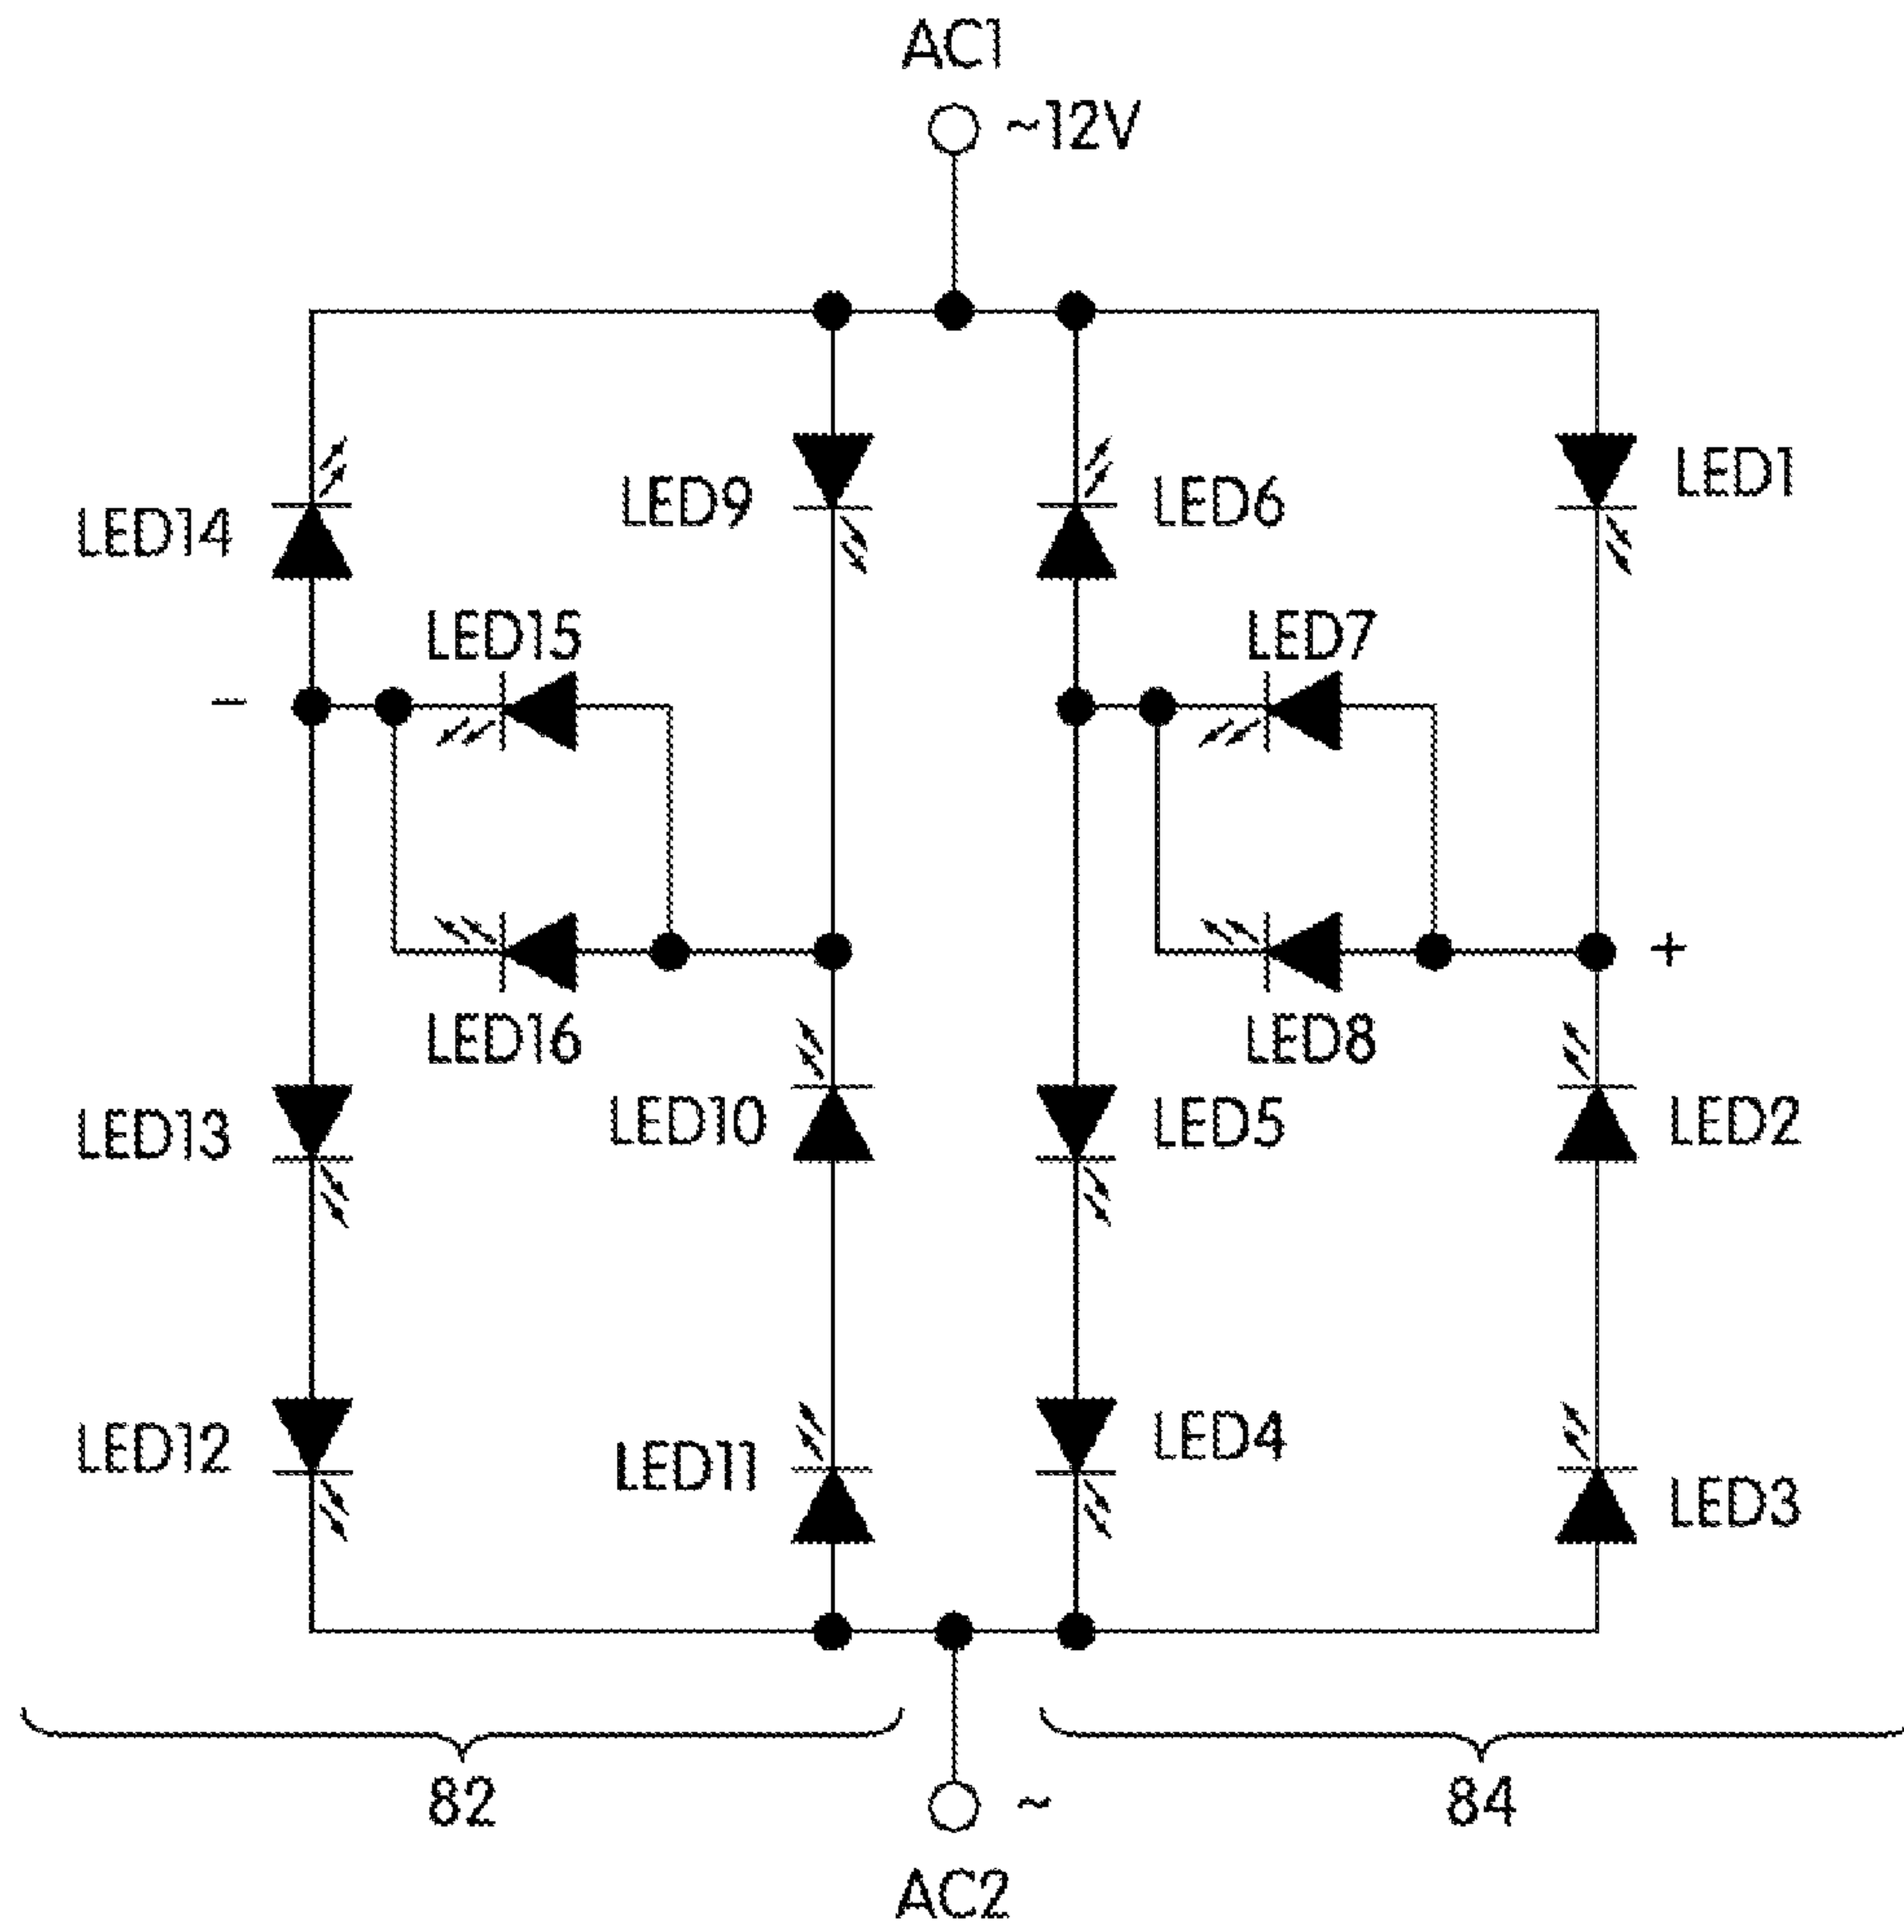 AC1
~12V
LED14
LED9
LED6
LED1
LED15
LED7
−
+
LED16
LED8
LED13
LED10
LED5
LED2
LED12
LED11
LED4
LED3
82
84
~
AC2